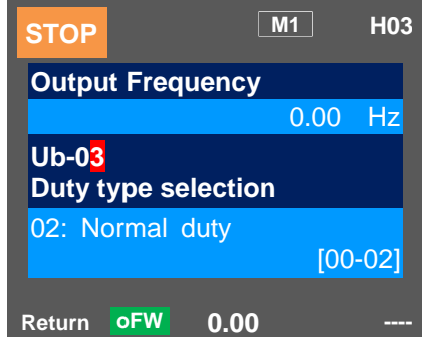 STOP M1 H03
Output Frequency
0.00 Hz
Ub-03
Duty type selection
02: Normal duty
[00-02]
Return oFW 0.00 ----